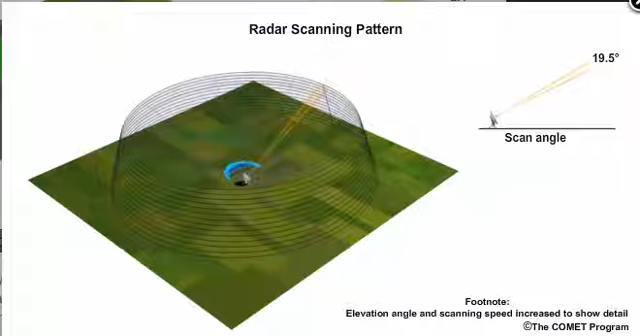 Radar Scanning Pattern
19.5°
Scan angle
Footnote:
Elevation angle and scanning speed increased to show detail
©The COMET Program